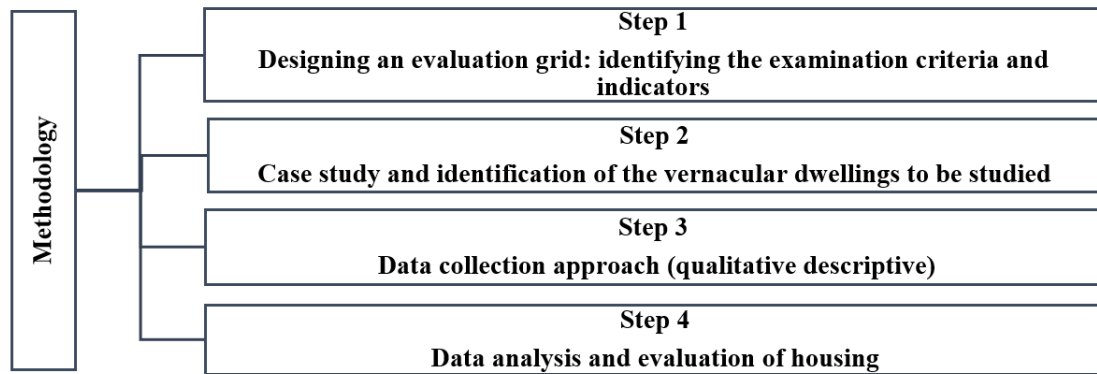 Methodology
Step 1
Designing an evaluation grid: identifying the examination criteria and
indicators
Step 2
Case study and identification of the vernacular dwellings to be studied
Step 3
Data collection approach (qualitative descriptive)
Step 4
Data analysis and evaluation of housing